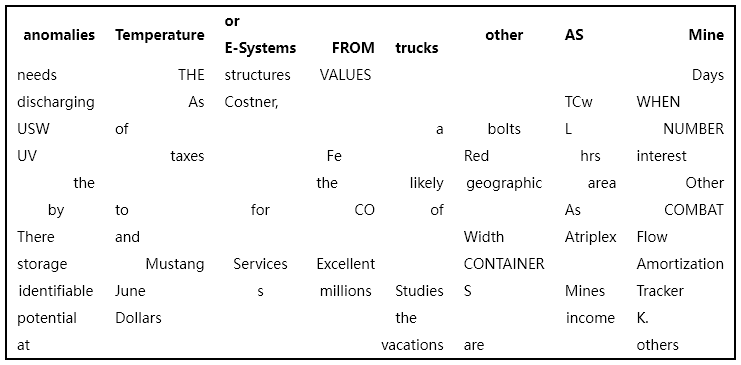 anomalies Temperature or E-Systems FROM trucks other AS Mine
needs THE structures VALUES Days
discharging As Costner, TCw WHEN
USW of a bolts L NUMBER
UV taxes Fe Red hrs interest
the the likely geographic area Other
by to for CO of As COMBAT
There and Width Atriplex Flow
storage Mustang Services Excellent CONTAINER Amortization
identifiable June s millions Studies S Mines Tracker
potential Dollars the income K.
at vacations are others